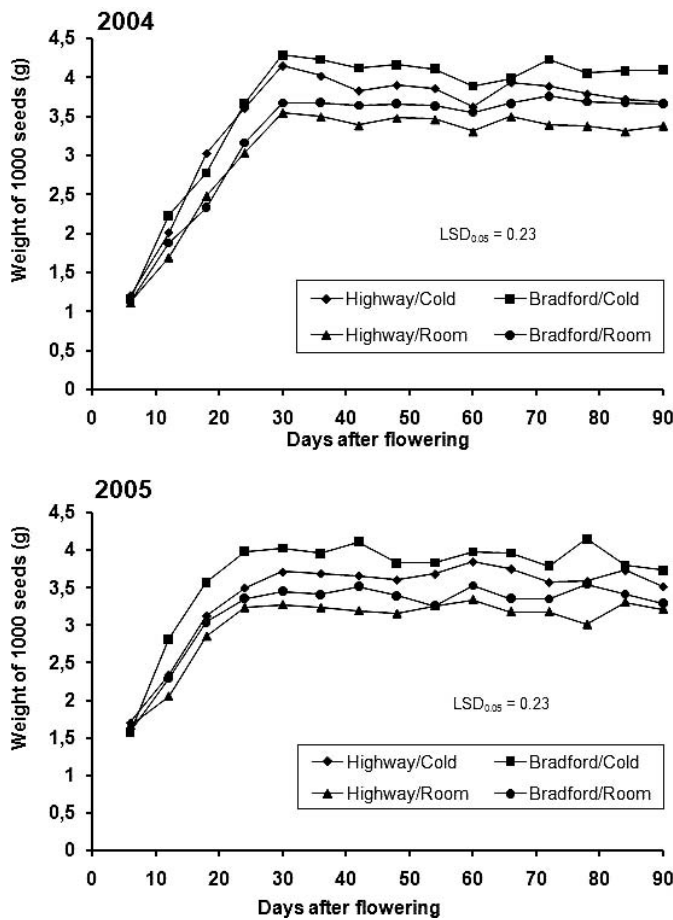 2004
Weight of 1000 seeds (g)
4,5
4
3,5
3
2,5
2
1,5
1
0,5
0
LSD0.05 = 0.23
Highway/Cold Bradford/Cold
Highway/Room Bradford/Room
0 10 20 30 40 50 60 70 80 90
Days after flowering
2005
Weight of 1000 seeds (g)
4,5
4
3,5
3
2,5
2
1,5
1
0,5
0
LSD0.05 = 0.23
Highway/Cold Bradford/Cold
Highway/Room Bradford/Room
0 10 20 30 40 50 60 70 80 90
Days after flowering